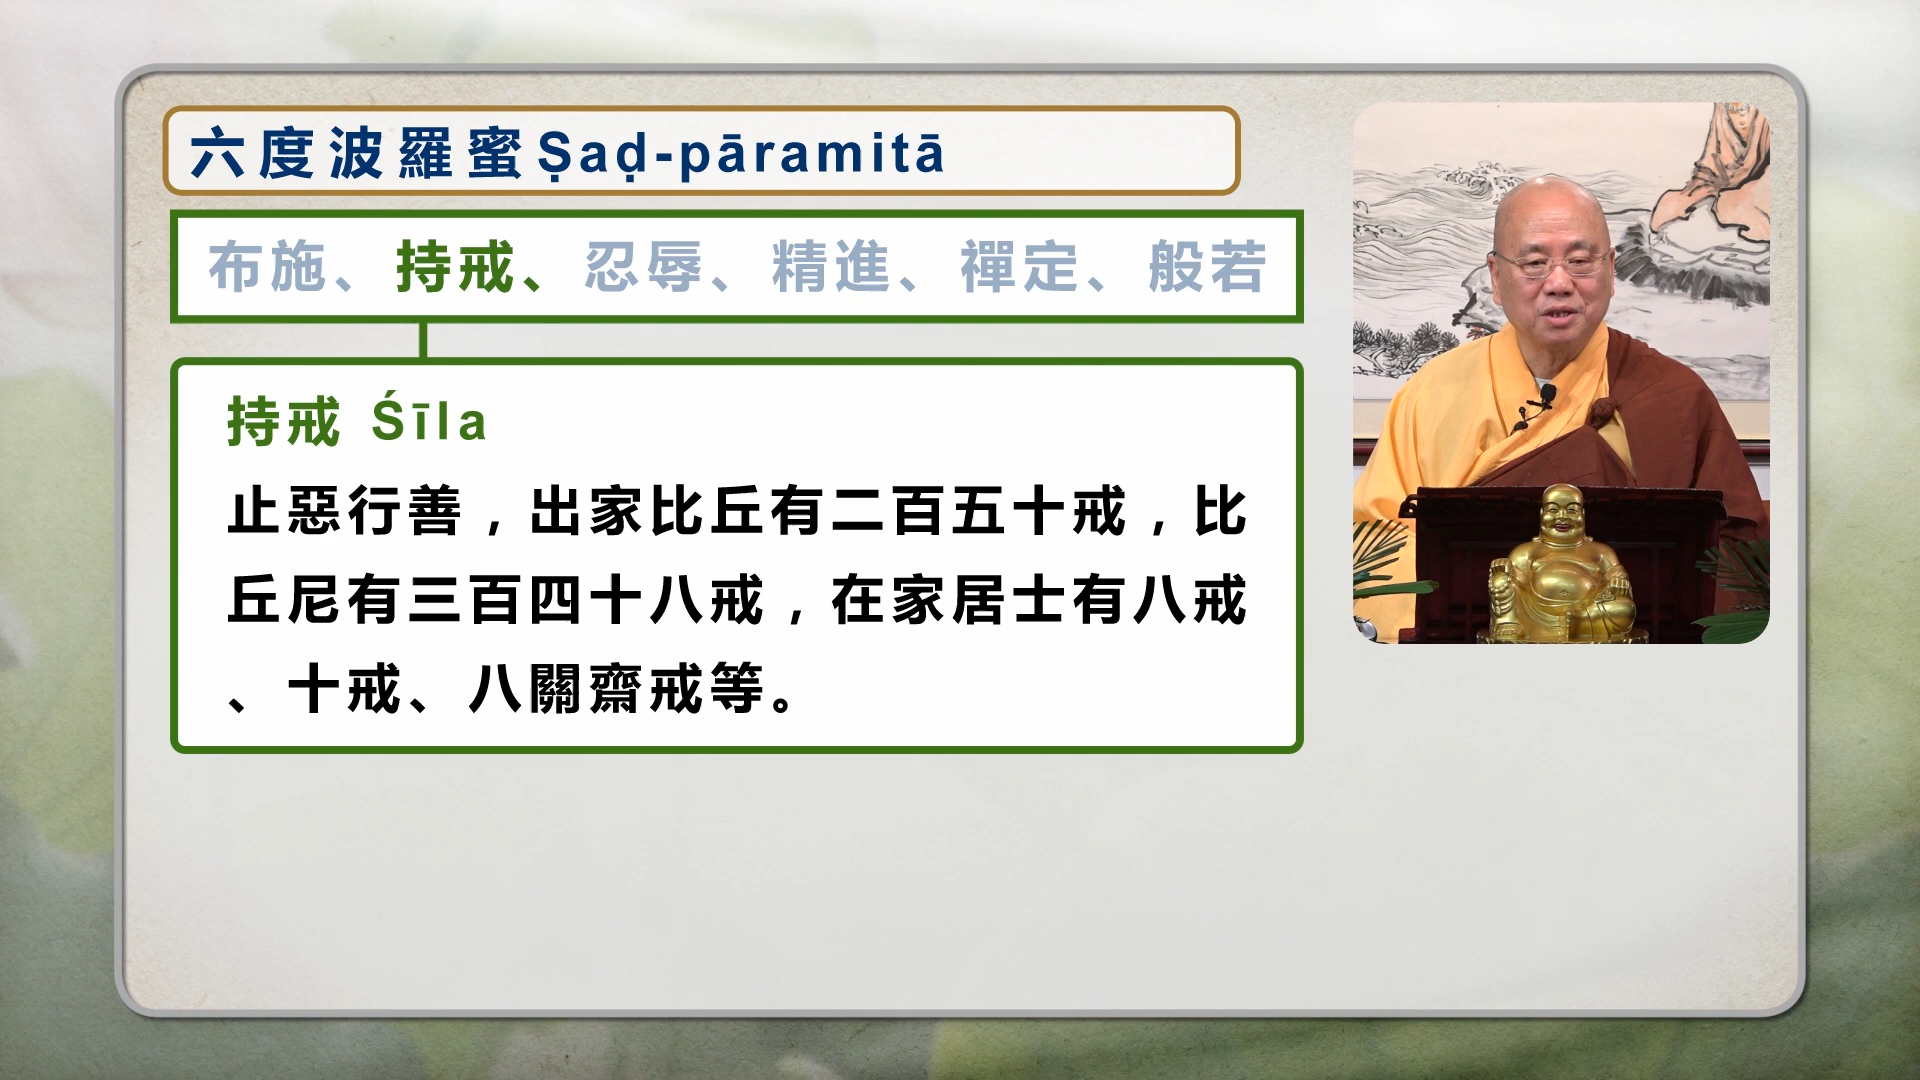 六度波羅蜜Ṣaḍ-pāramitā
布施、持戒、忍辱、精進、禪定、般若
持戒 Śīla
止惡行善，出家比丘有二百五十戒，比
丘尼有三百四十八戒，在家居士有八戒
、十戒、八關齋戒等。